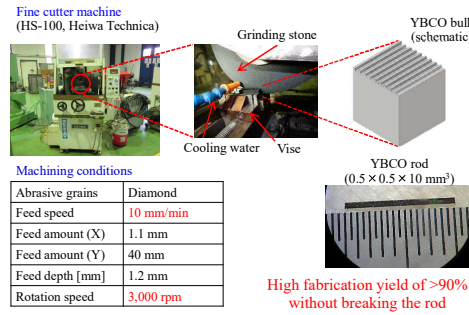 Fine cutter machine
(HS-100, Heiwa Technica)
Grinding stone
YBCO bulk
(schematic
Cooling water
Vise
Machining conditions
Abrasive grains Diamond
Feed speed 10 mm/min
Feed amount (X) 1.1 mm
Feed amount (Y) 40 mm
Feed depth [mm] 1.2 mm
Rotation speed 3,000 rpm
YBCO rod
(0.5×0.5×10 mm³)
High fabrication yield of >90%
without breaking the rod